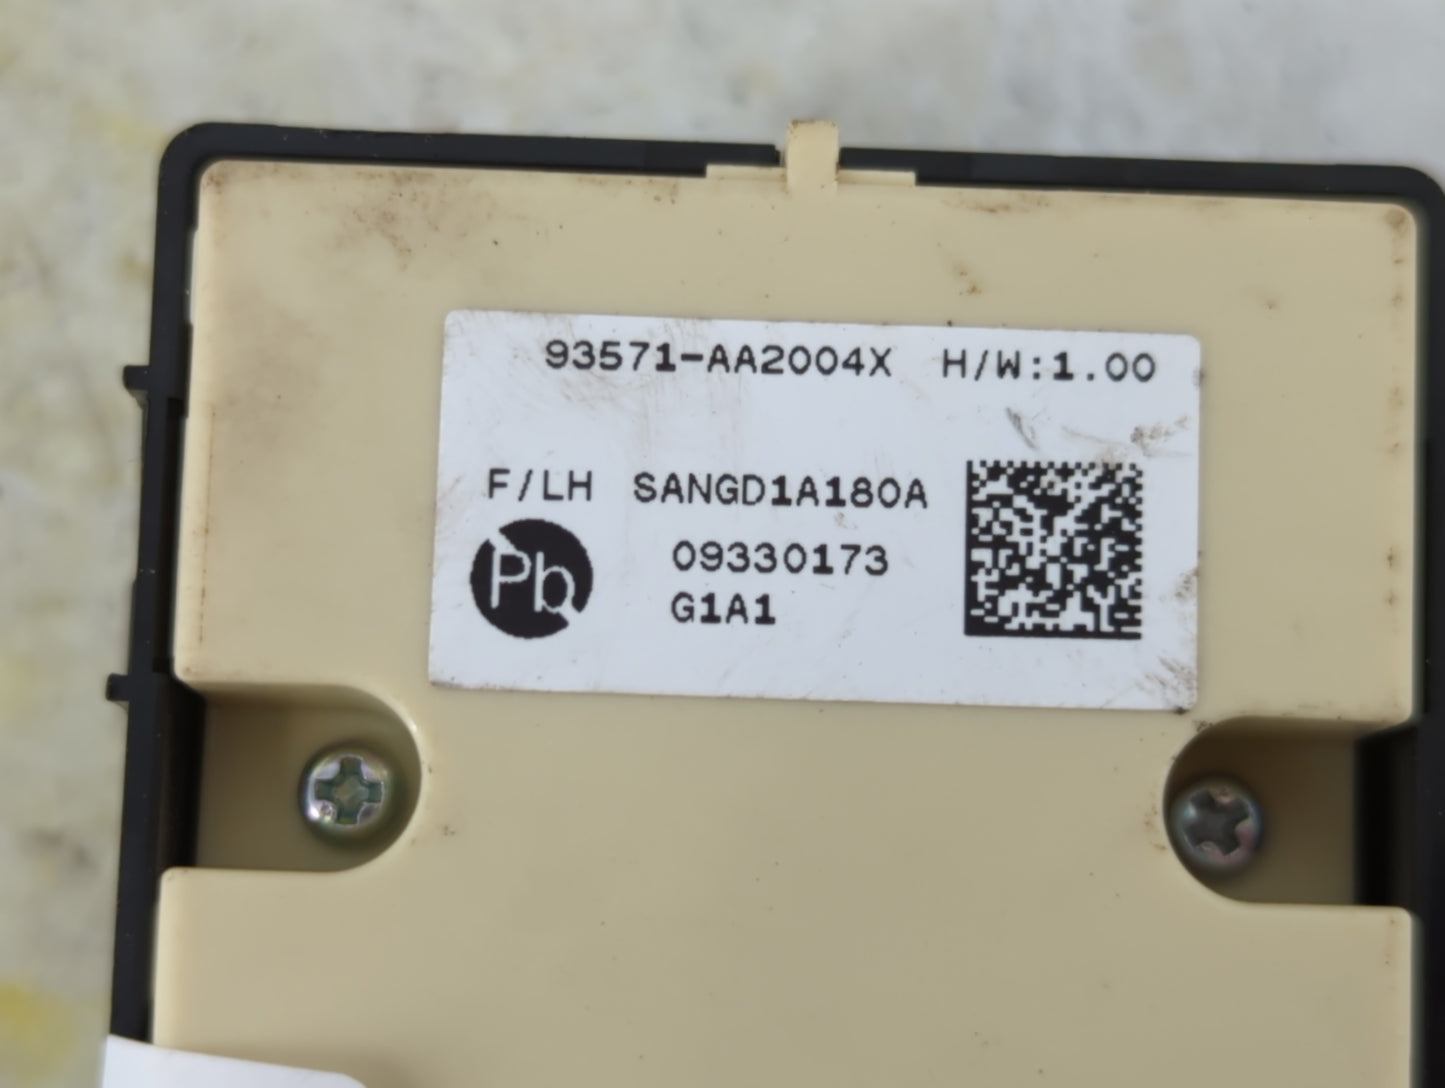 93571-AA2004X H/W:1.00
F/LH SANGD1A180A
Pb
09330173
G1A1